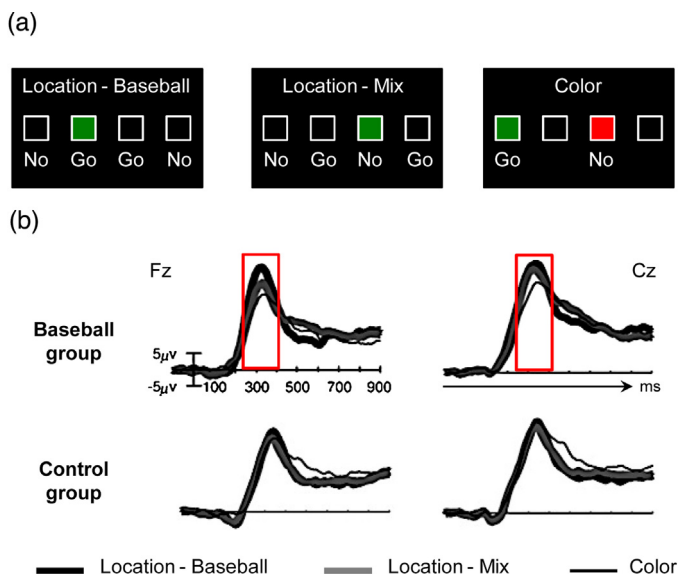 (a)
Location - Baseball
No Go Go No
Location - Mix
No Go No Go
Color
Go No
(b)
Fz
Cz
Baseball
group
5μv
-5μv
100 300 500 700 900
ms
Control
group
Location - Baseball Location - Mix Color